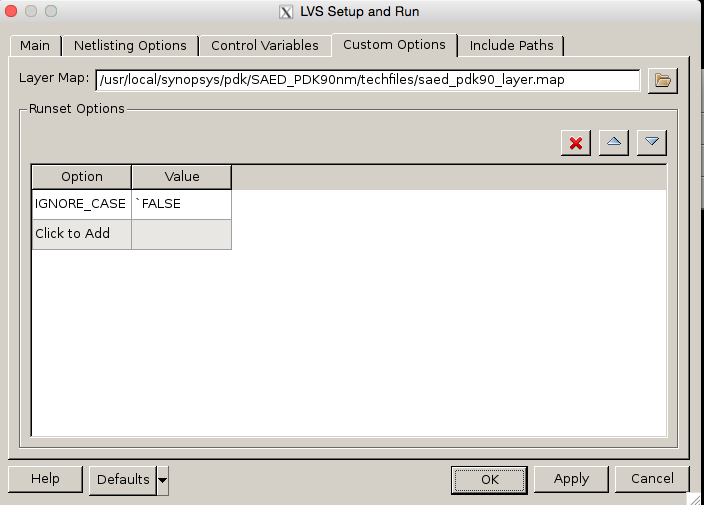 LVS Setup and Run
Main Netlisting Options Control Variables Custom Options Include Paths
Layer Map: /usr/local/synopsys/pdk/SAED_PDK90nm/techfiles/saed_pdk90_layer.map
Runset Options
Option Value
IGNORE_CASE `FALSE
Click to Add
Help Defaults OK Apply Cancel